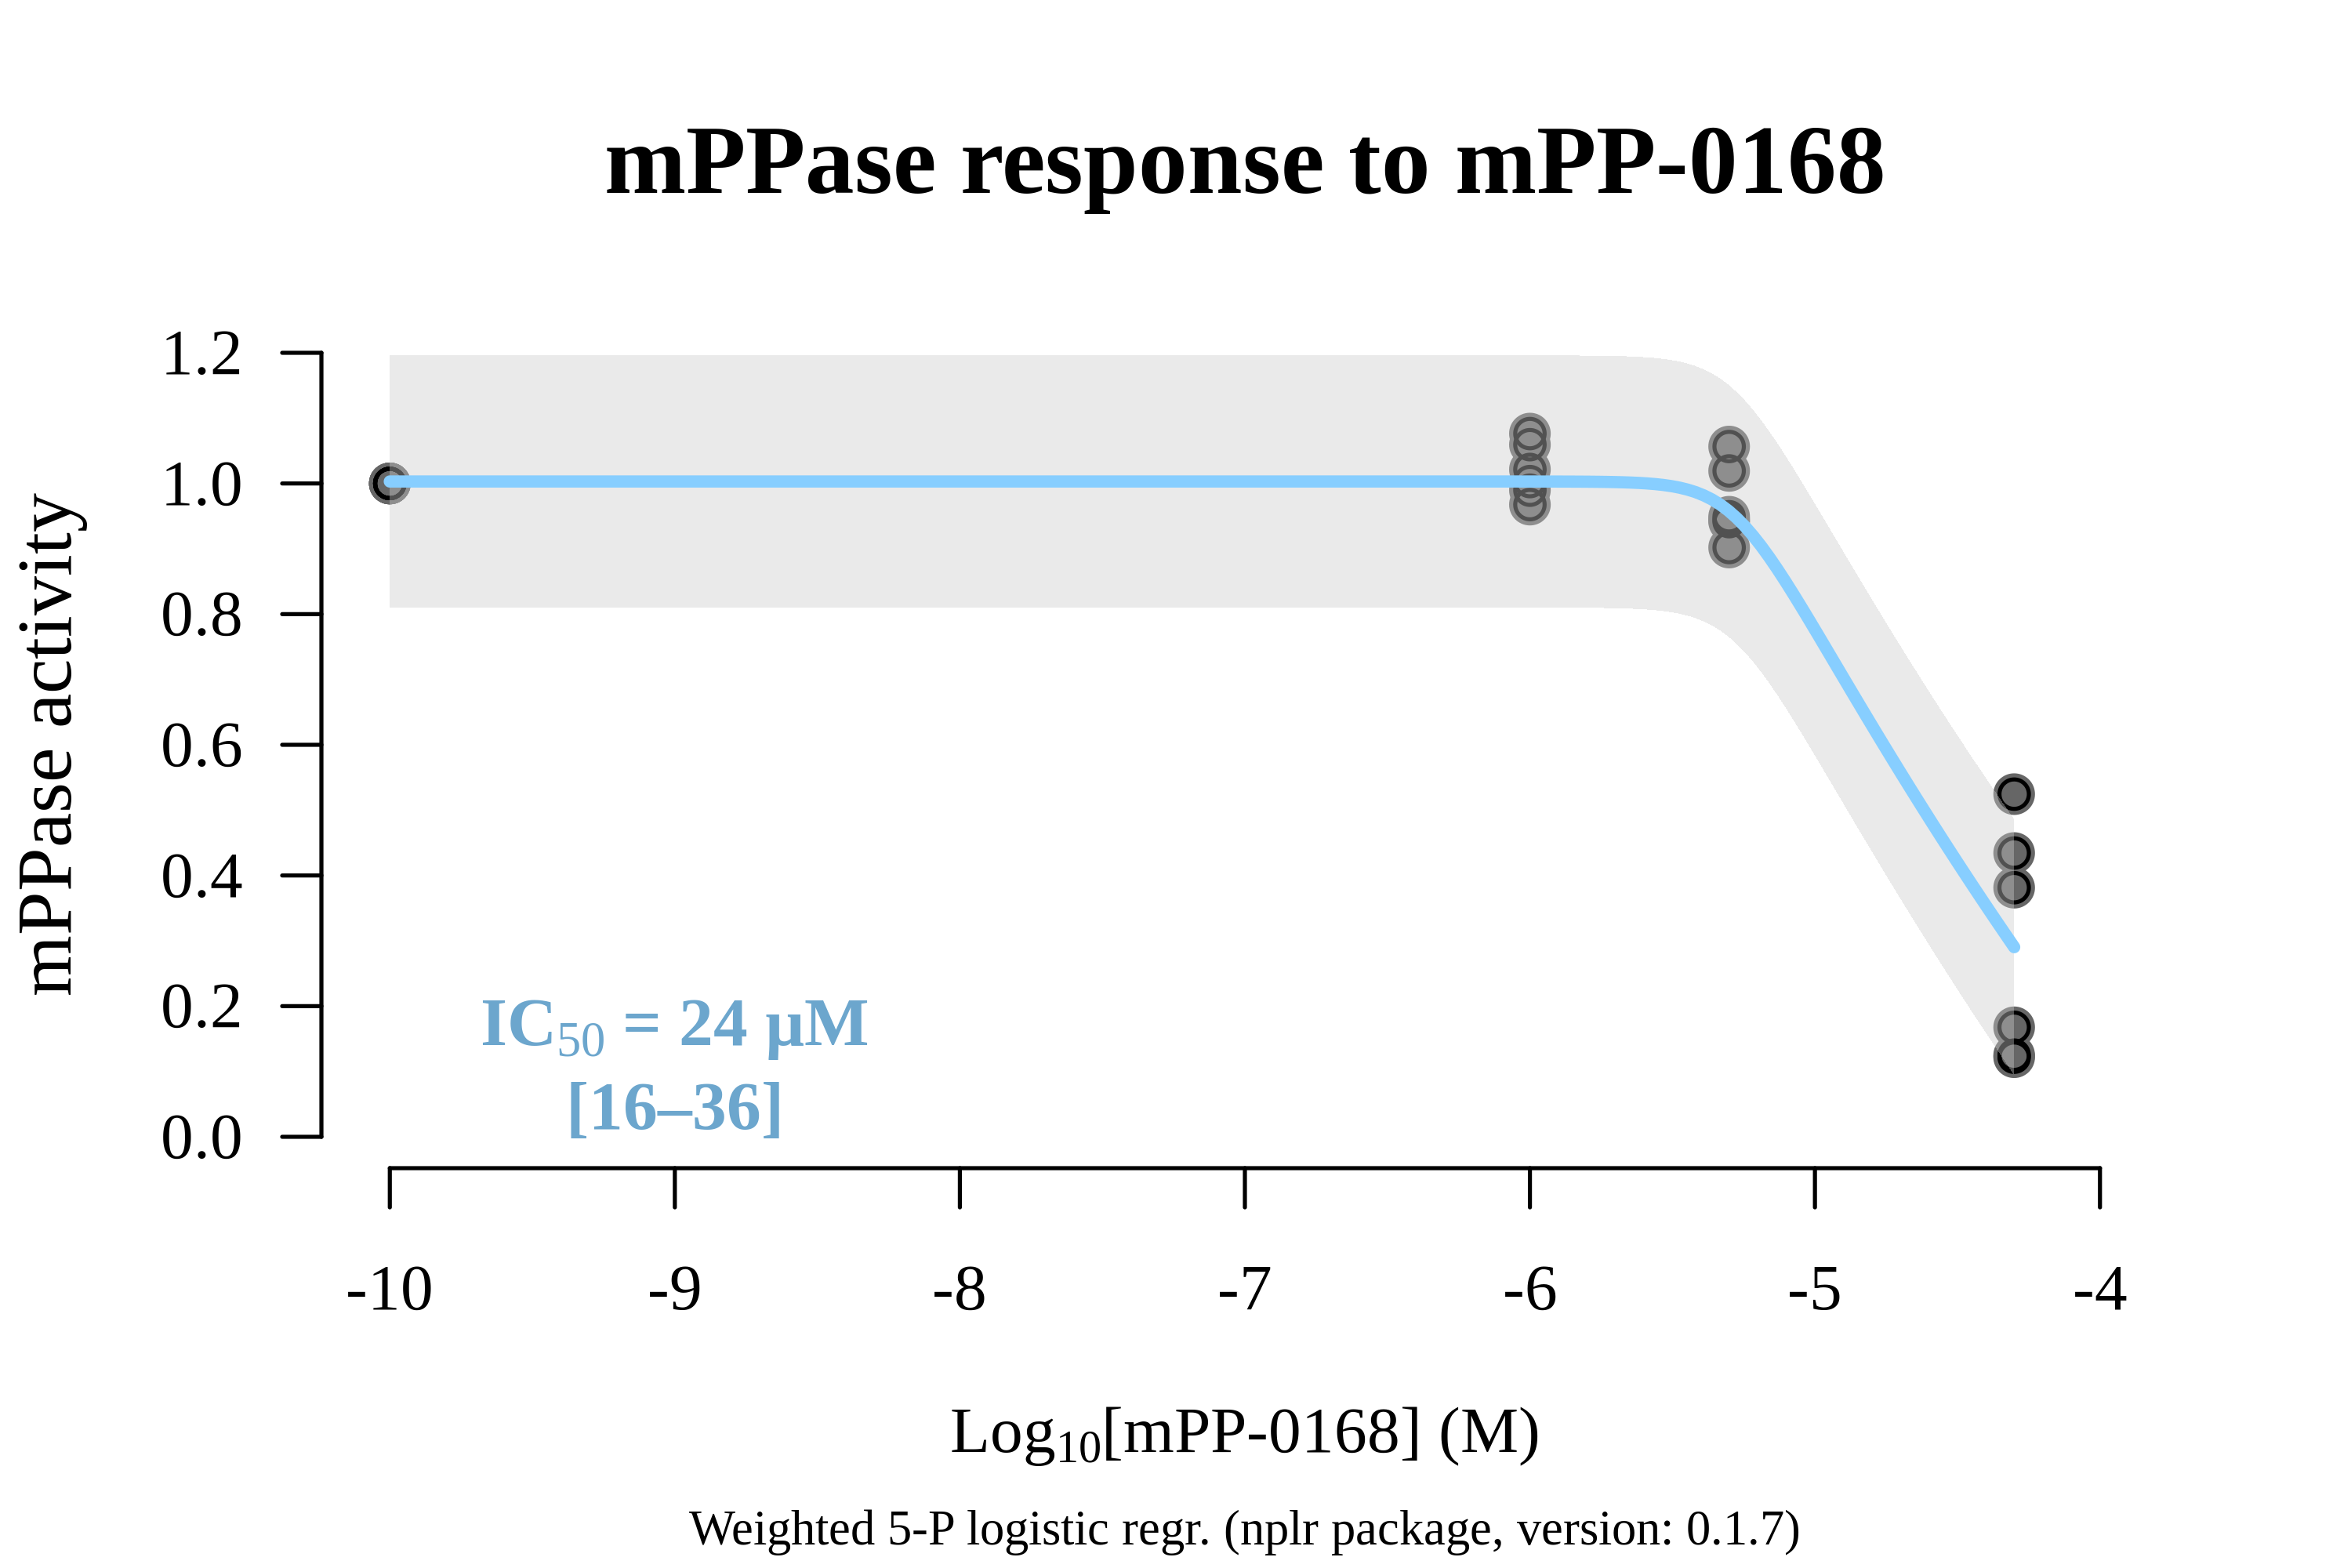 mPPase response to mPP-0168
mPPase activity
1.2
1.0
0.8
0.6
0.4
0.2
0.0
IC50 = 24 µM
[16–36]
-10 -9 -8 -7 -6 -5 -4
Log10[mPP-0168] (M)
Weighted 5-P logistic regr. (nplr package, version: 0.1.7)